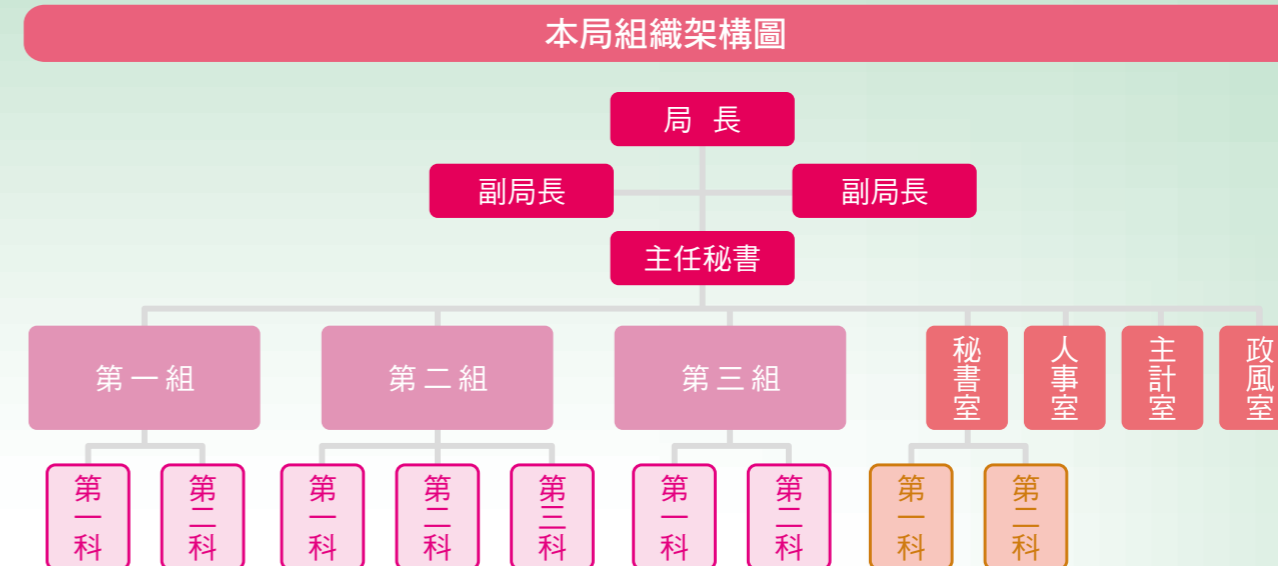 本局組織架構圖
局 長
副局長
副局長
主任秘書
第一組
第二組
第三組
秘書室
人事室
主計室
政風室
第一科
第二科
第一科
第二科
第三科
第一科
第二科
第一科
第二科